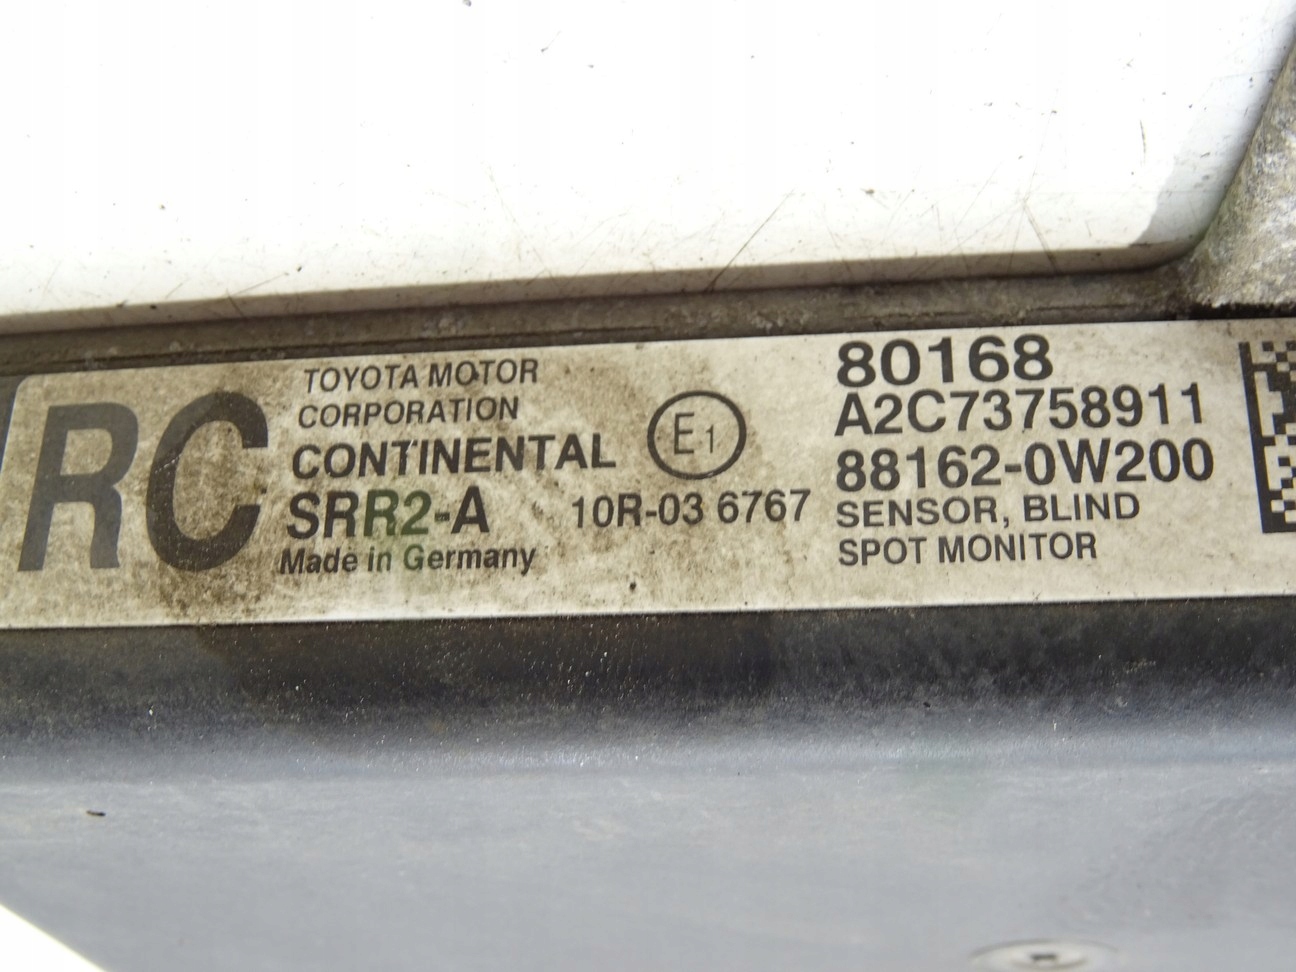 RC
TOYOTA MOTOR
CORPORATION
CONTINENTAL
SRR2-A
Made in Germany
E1
10R-03 6767
80168
A2C73758911
88162-0W200
SENSOR, BLIND
SPOT MONITOR